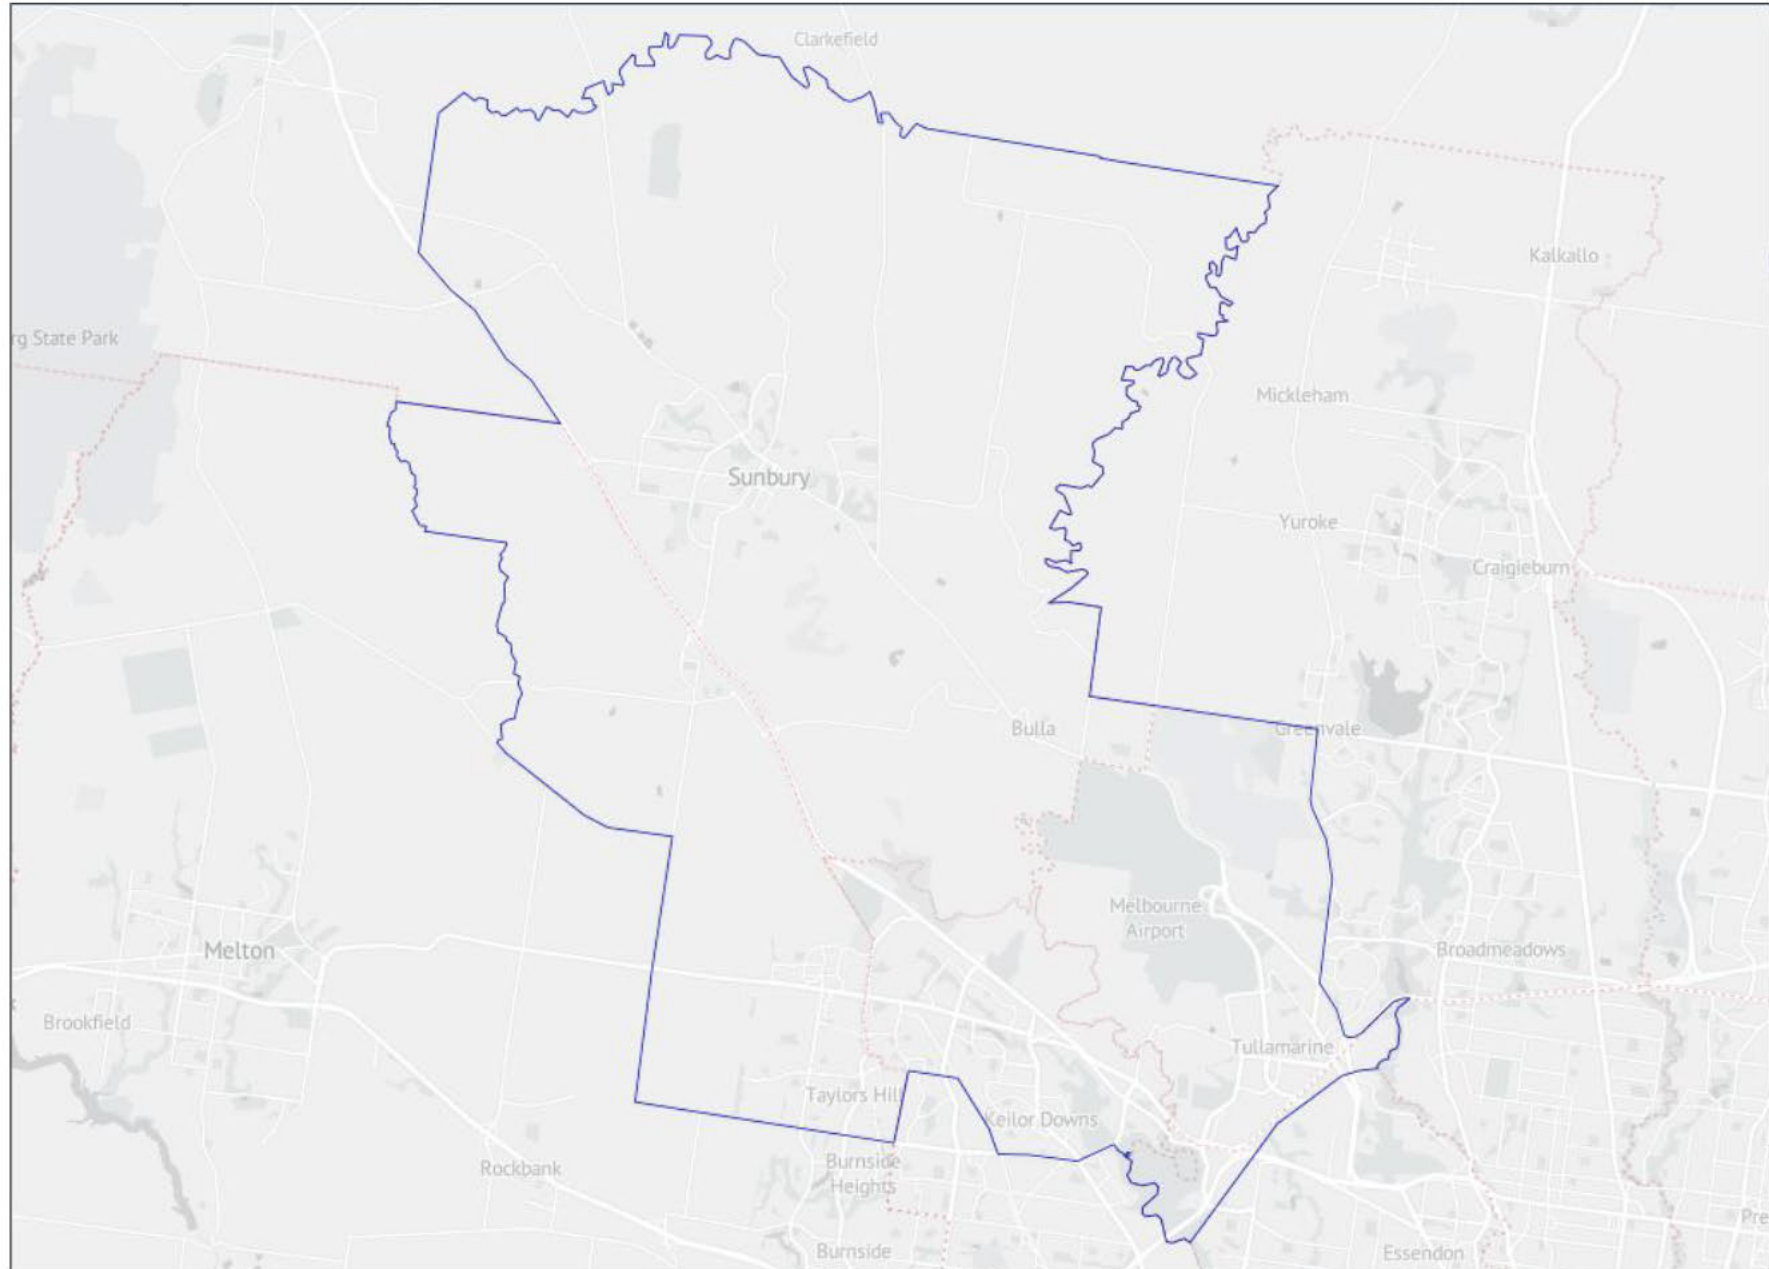 Clarkefield
Kalkallo
rg State Park
Mickleham
Sunbury
Yuroke
Craigieburn
Bulla
Greenvale
Melbourne
Airport
Melton
Broadmeadows
Brookfield
Tullamarine
Taylors Hill
Keilor Downs
Rockbank
Burnside
Heights
Pre
Burnside
Essendon